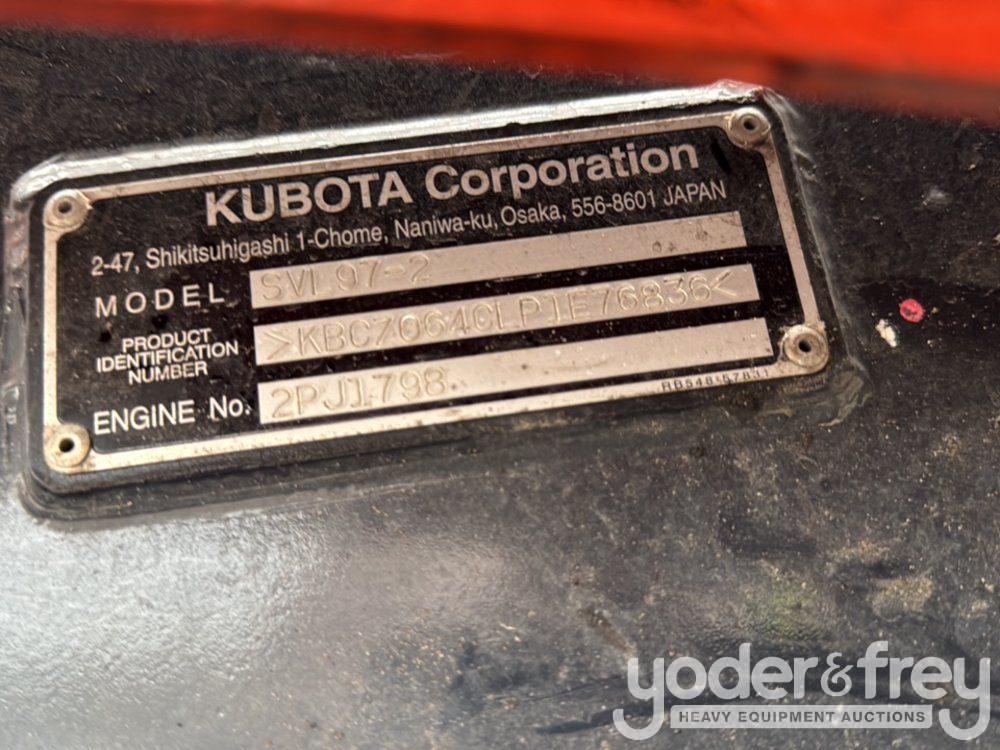 KUBOTA Corporation
2-47, Shikitsuhigashi 1-Chome, Naniwa-ku, Osaka, 556-8601 JAPAN
MODEL SVL97-2
PRODUCT
IDENTIFICATION
NUMBER
>KBCZ064CLP1E76836<
ENGINE No. 2PJ1798
RB548-57831
yoder&frey
HEAVY EQUIPMENT AUCTIONS